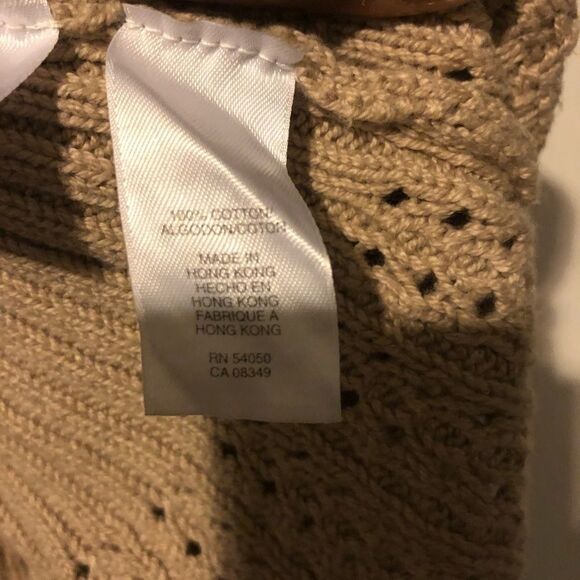 100% COTTON/
ALGODON/COTON
MADE IN
HONG KONG
HECHO EN
HONG KONG
FABRIQUE A
HONG KONG
RN 54050
CA 08349